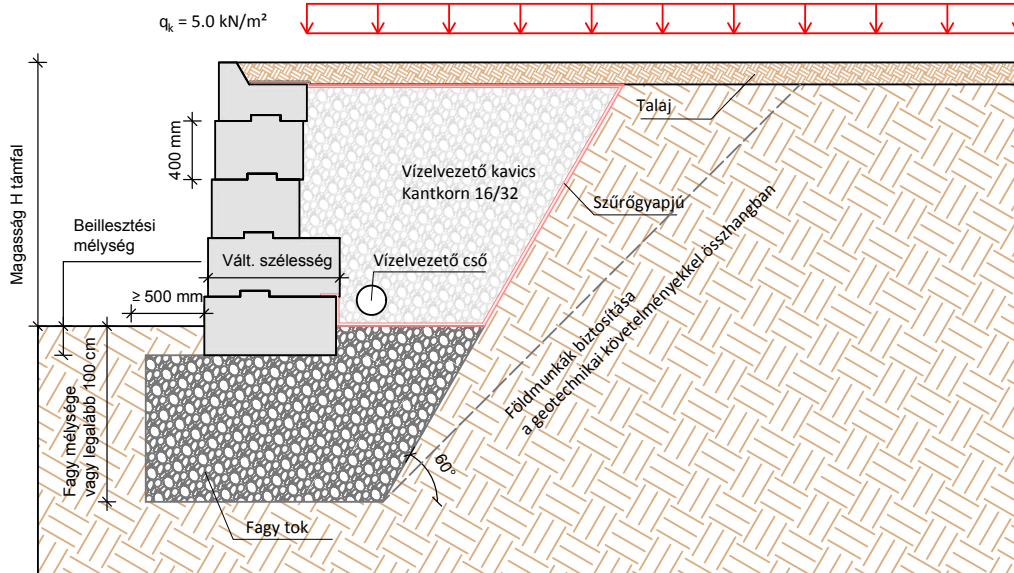 qk = 5.0 kN/m²
Talaj
400 mm
Vízelvezető kavics
Kantkorn 16/32
Szűrőgyapjú
Magasság H támfal
Beillesztési
mélység
Vált. szélesség
Vízelvezető cső
≥ 500 mm
Földmunkák biztosítása
a geotechnikai követelményekkel összhangban
Fagy mélysége
vagy legalább 100 cm
60°
Fagy tok